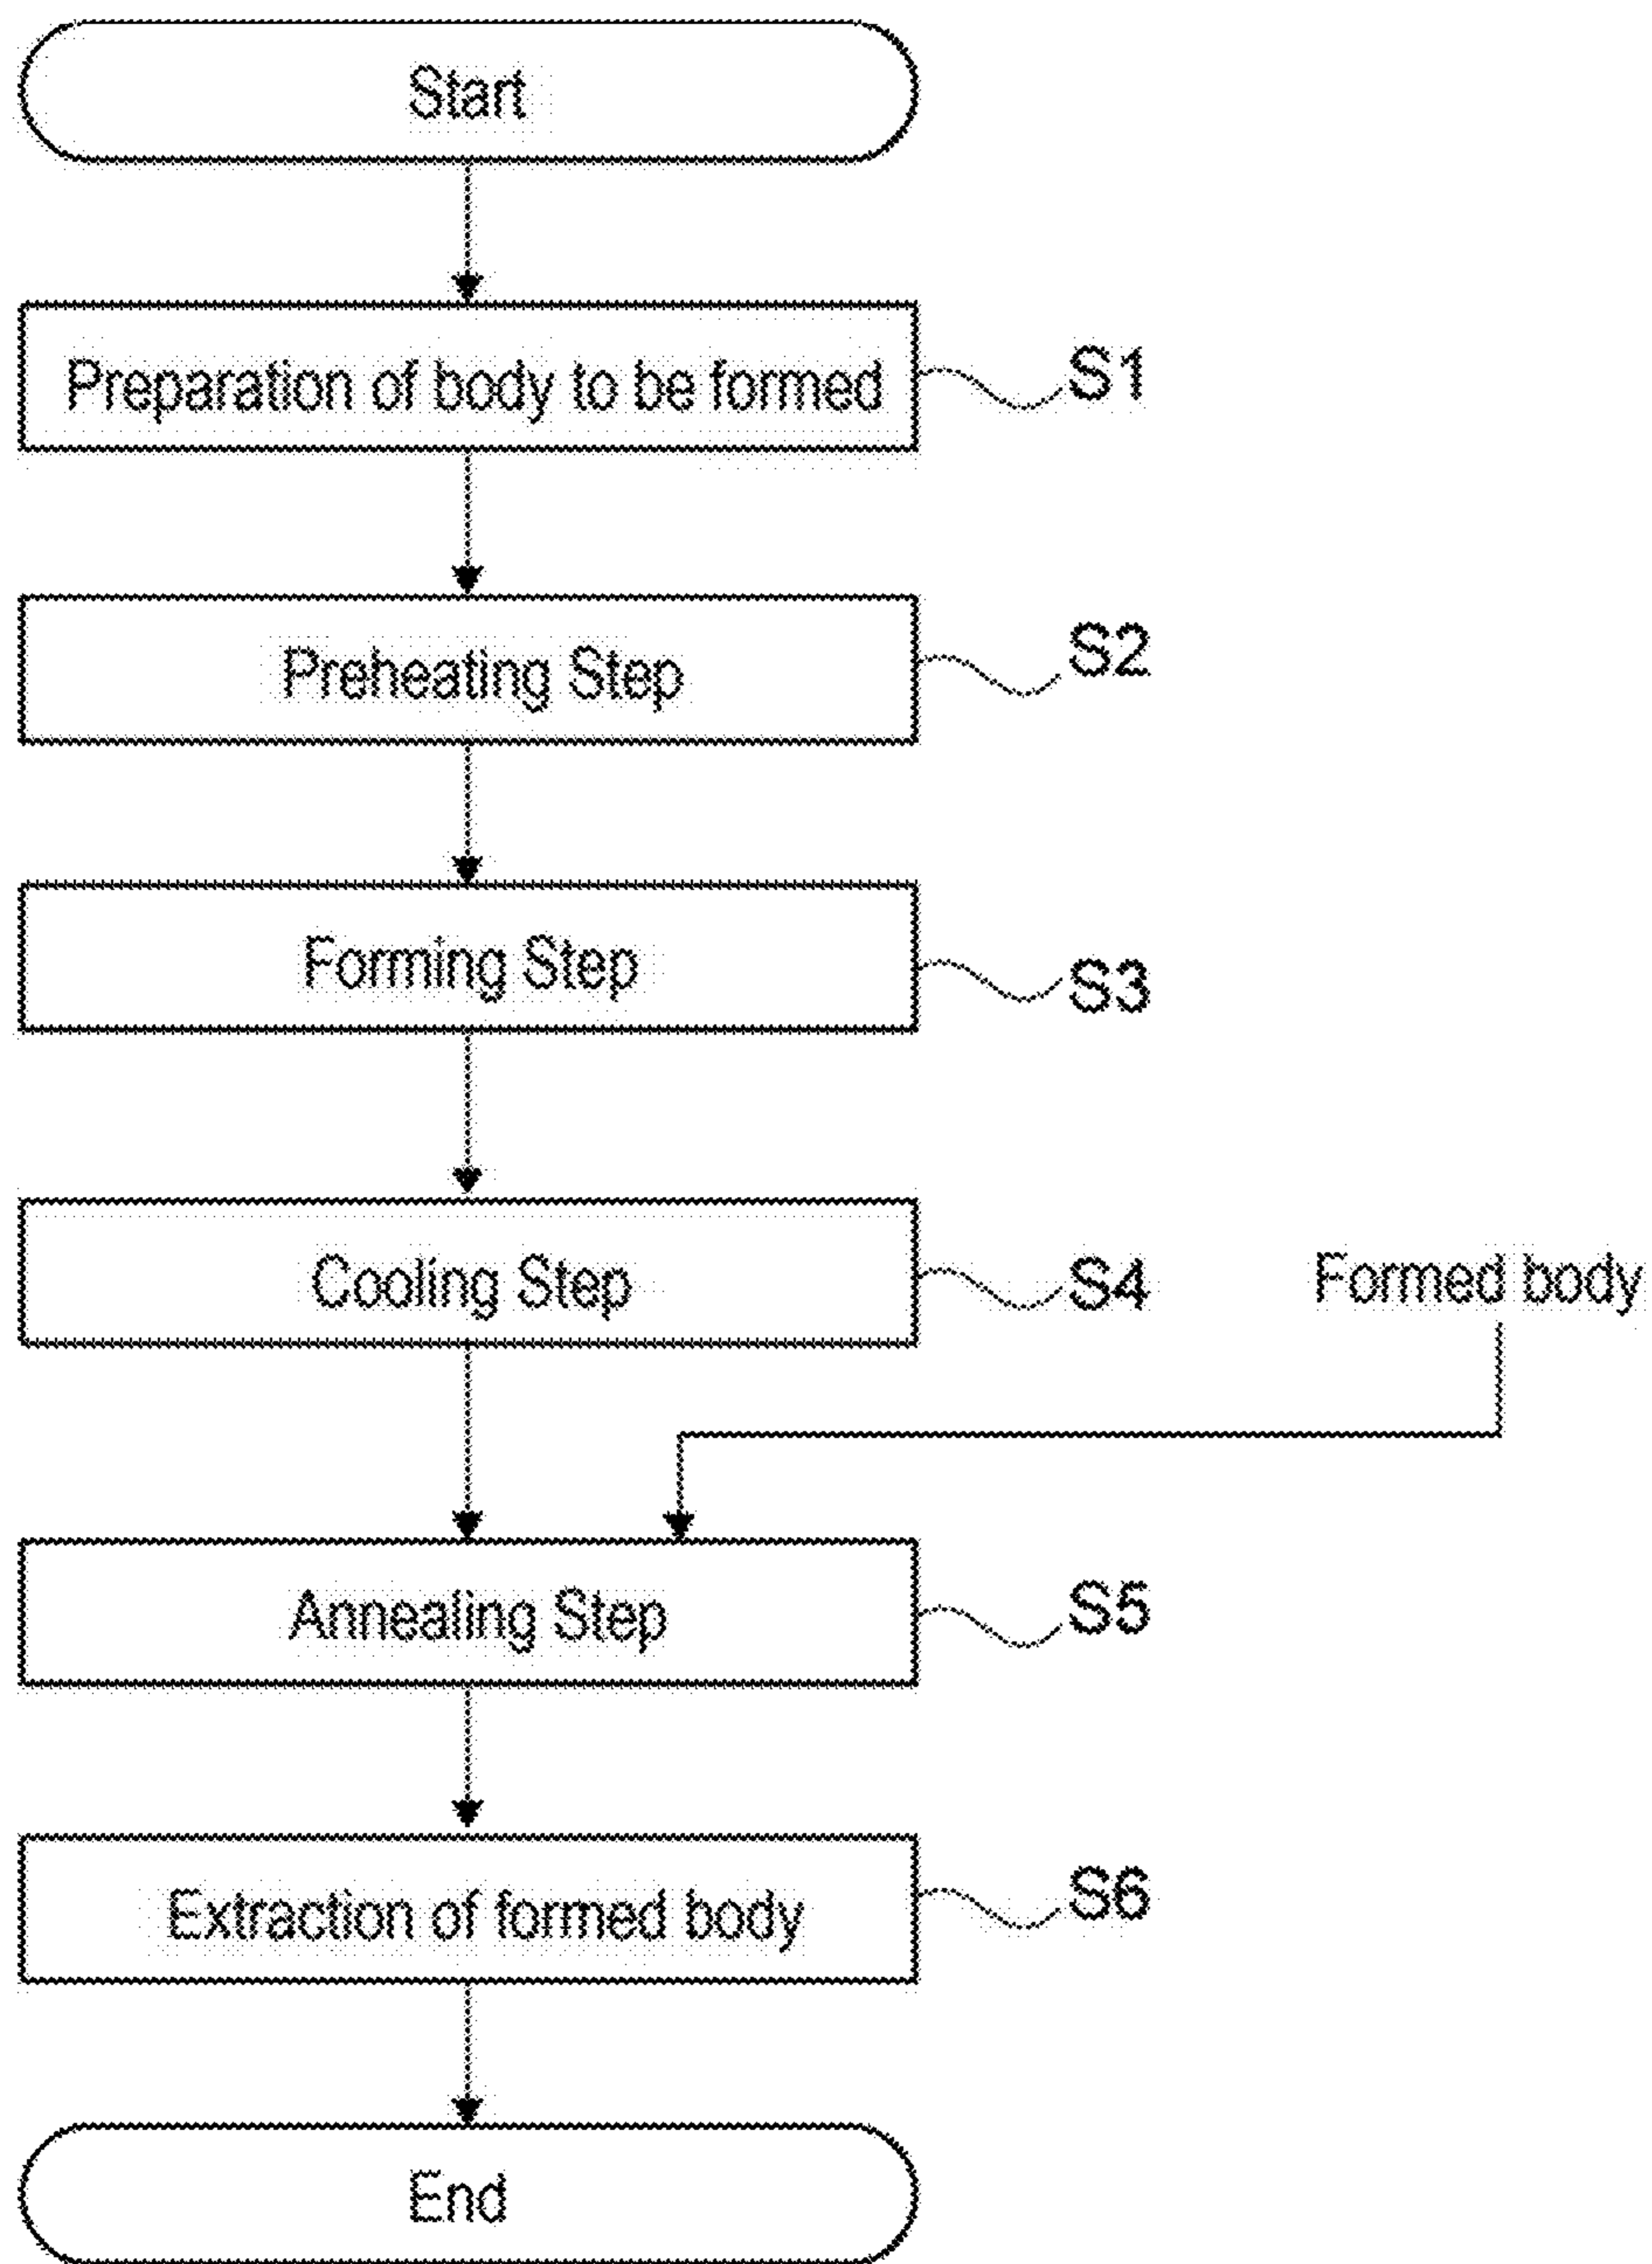 Start
Preparation of body to be formed
S1
Preheating Step
S2
Forming Step
S3
Cooling Step
S4
Formed body
Annealing Step
S5
Extraction of formed body
S6
End